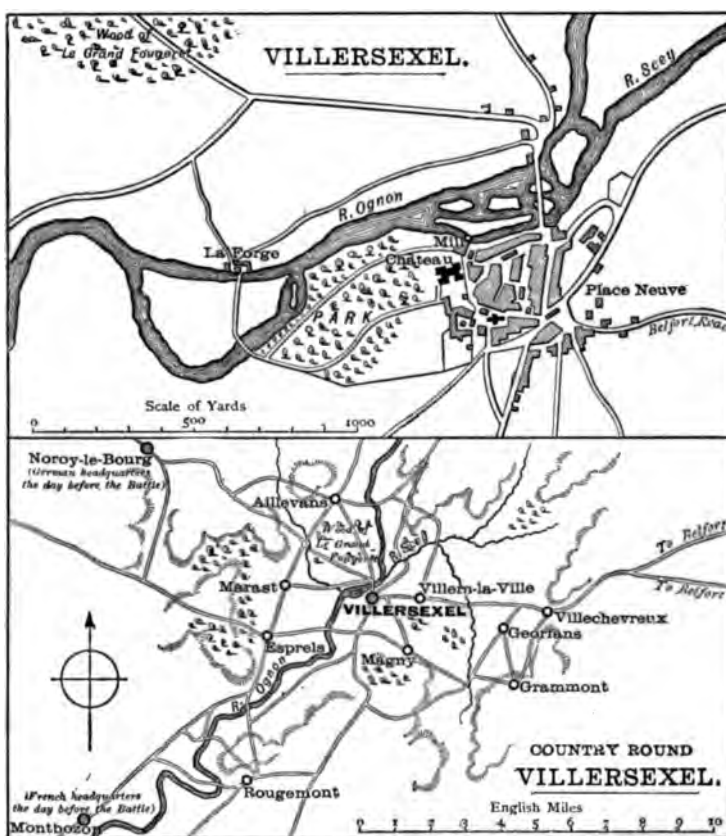 Wood of
Le Grand Fougeret
VILLERSEXEL.
R. Scey
R. Ognon
La Forge
Mill
Chateau
PARK
Place Neuve
Belfort Road
Scale of Yards
0 500 1000
Noroy-le-Bourg
(German headquarters
the day before the Battle)
Aillevans
Wood of
Le Grand
Fougeret
R. Scey
To Belfort
To Belfort
Marast
Villers-la-Ville
VILLERSEXEL
Villechevreux
Georfans
Esprels
Magny
Grammont
R. Ognon
COUNTRY ROUND
VILLERSEXEL.
Rougemont
(French headquarters
the day before the Battle)
Montbozon
English Miles
0 1 2 3 4 5 6 7 8 9 10